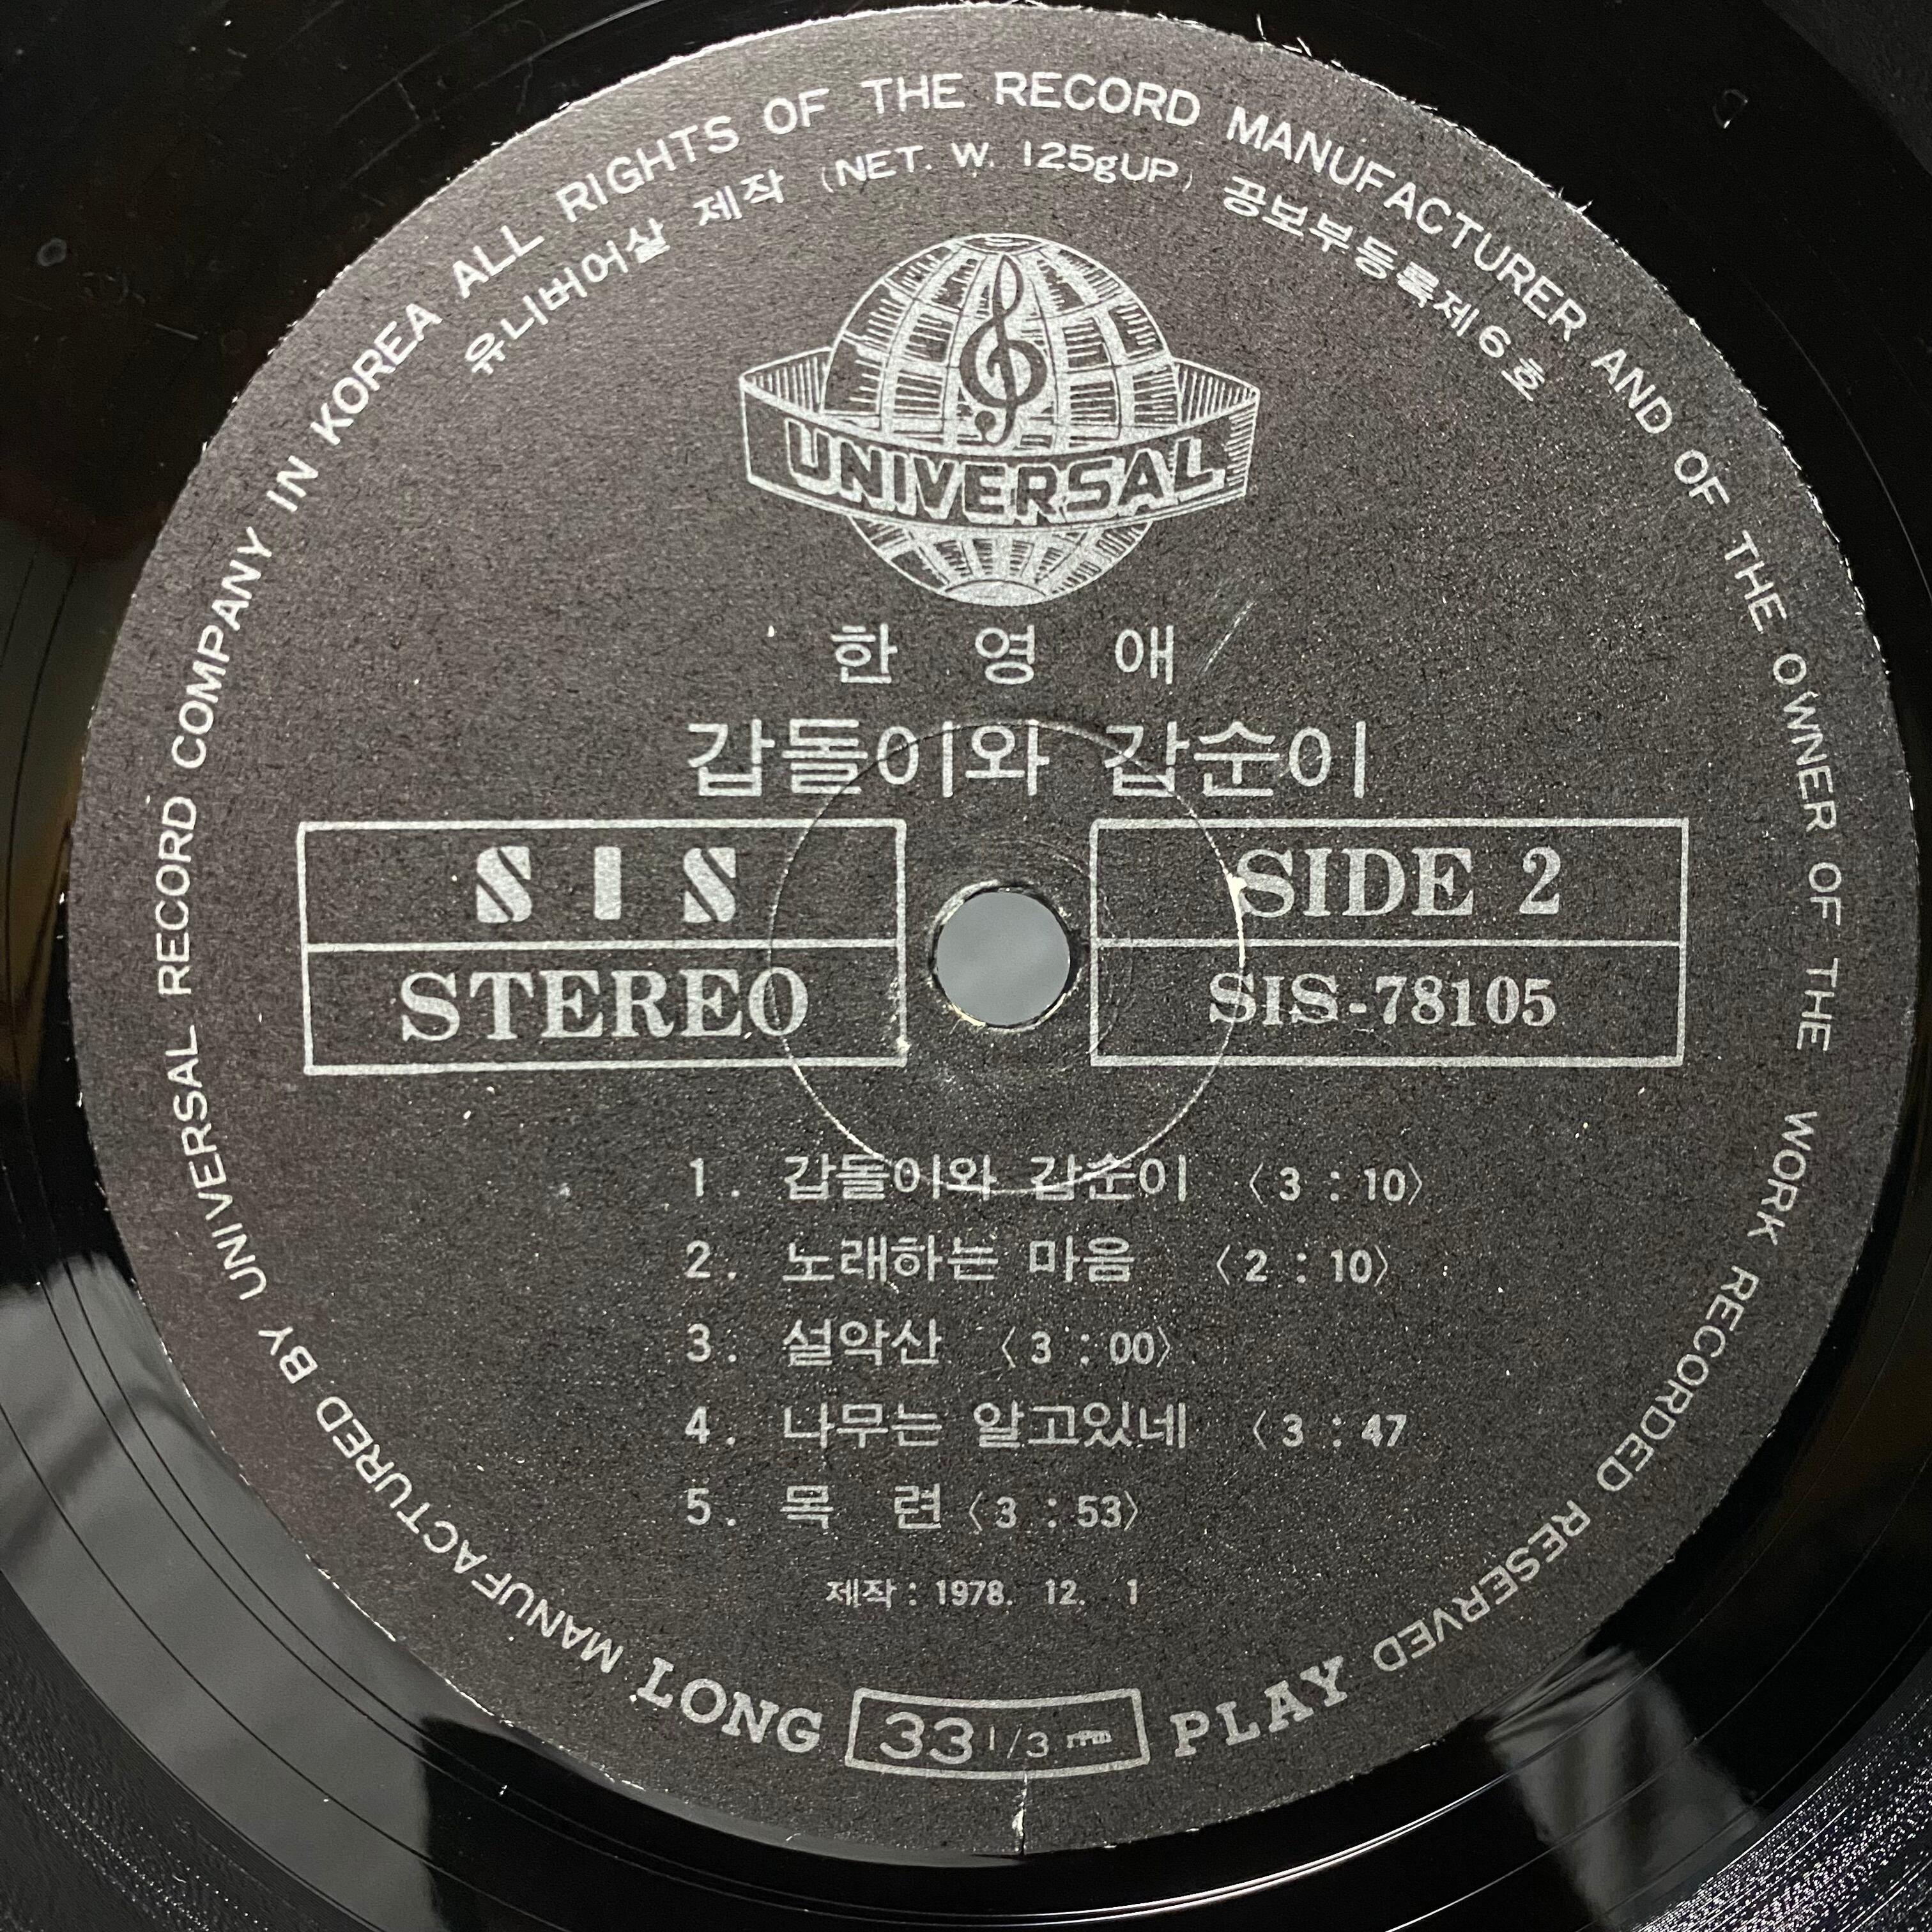 MANUFACTURED BY UNIVERSAL RECORD COMPANY IN KOREA ALL RIGHTS OF THE RECORD MANUFACTURER AND OF THE OWNER OF THE WORK RECORDED RESERVED
유니버어살 제작 (NET. W. 125gUP) 공보부등록제6호
UNIVERSAL
한 영 애
갑돌이와 갑순이
SIS
STEREO
SIDE 2
SIS-78105
1. 갑돌이와 갑순이 〈3:10〉
2. 노래하는 마음 〈2:10〉
3. 설악산 〈3:00〉
4. 나무는 알고있네 〈3:47
5. 목 련 〈3:53〉
제작: 1978. 12. 1
LONG 33 1/3 rpm PLAY